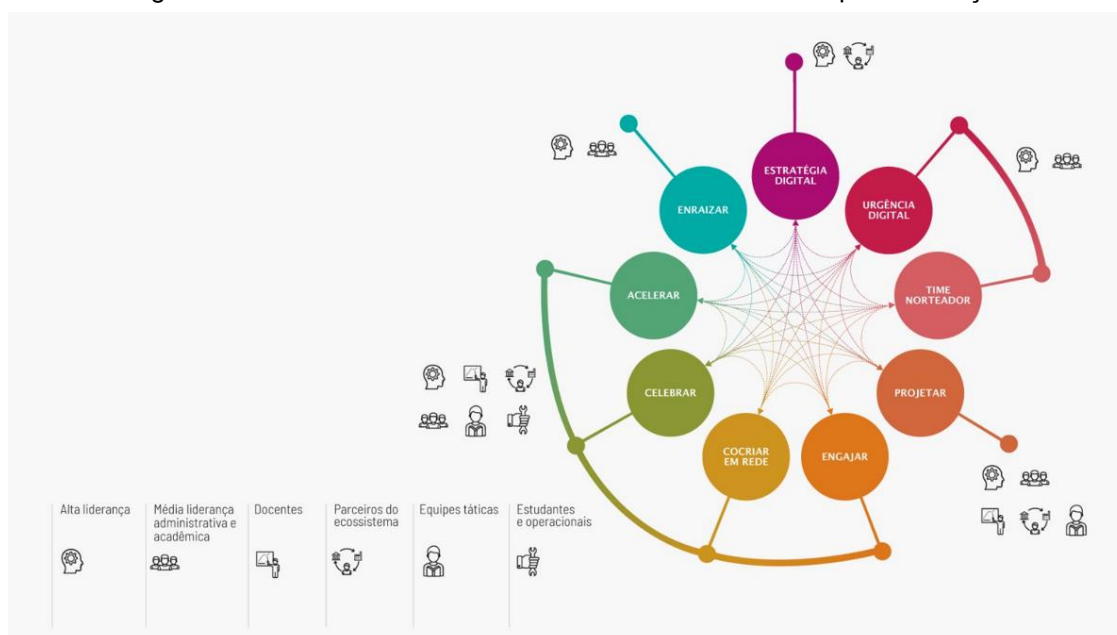 ESTRATÉGIA
DIGITAL
URGÊNCIA
DIGITAL
ENRAIZAR
TIME
NORTEADOR
ACELERAR
PROJETAR
CELEBRAR
COCRIAR
EM REDE
ENGAJAR
Alta liderança
Média liderança
administrativa e
acadêmica
Docentes
Parceiros do
ecossistema
Equipes táticas
Estudantes
e operacionais